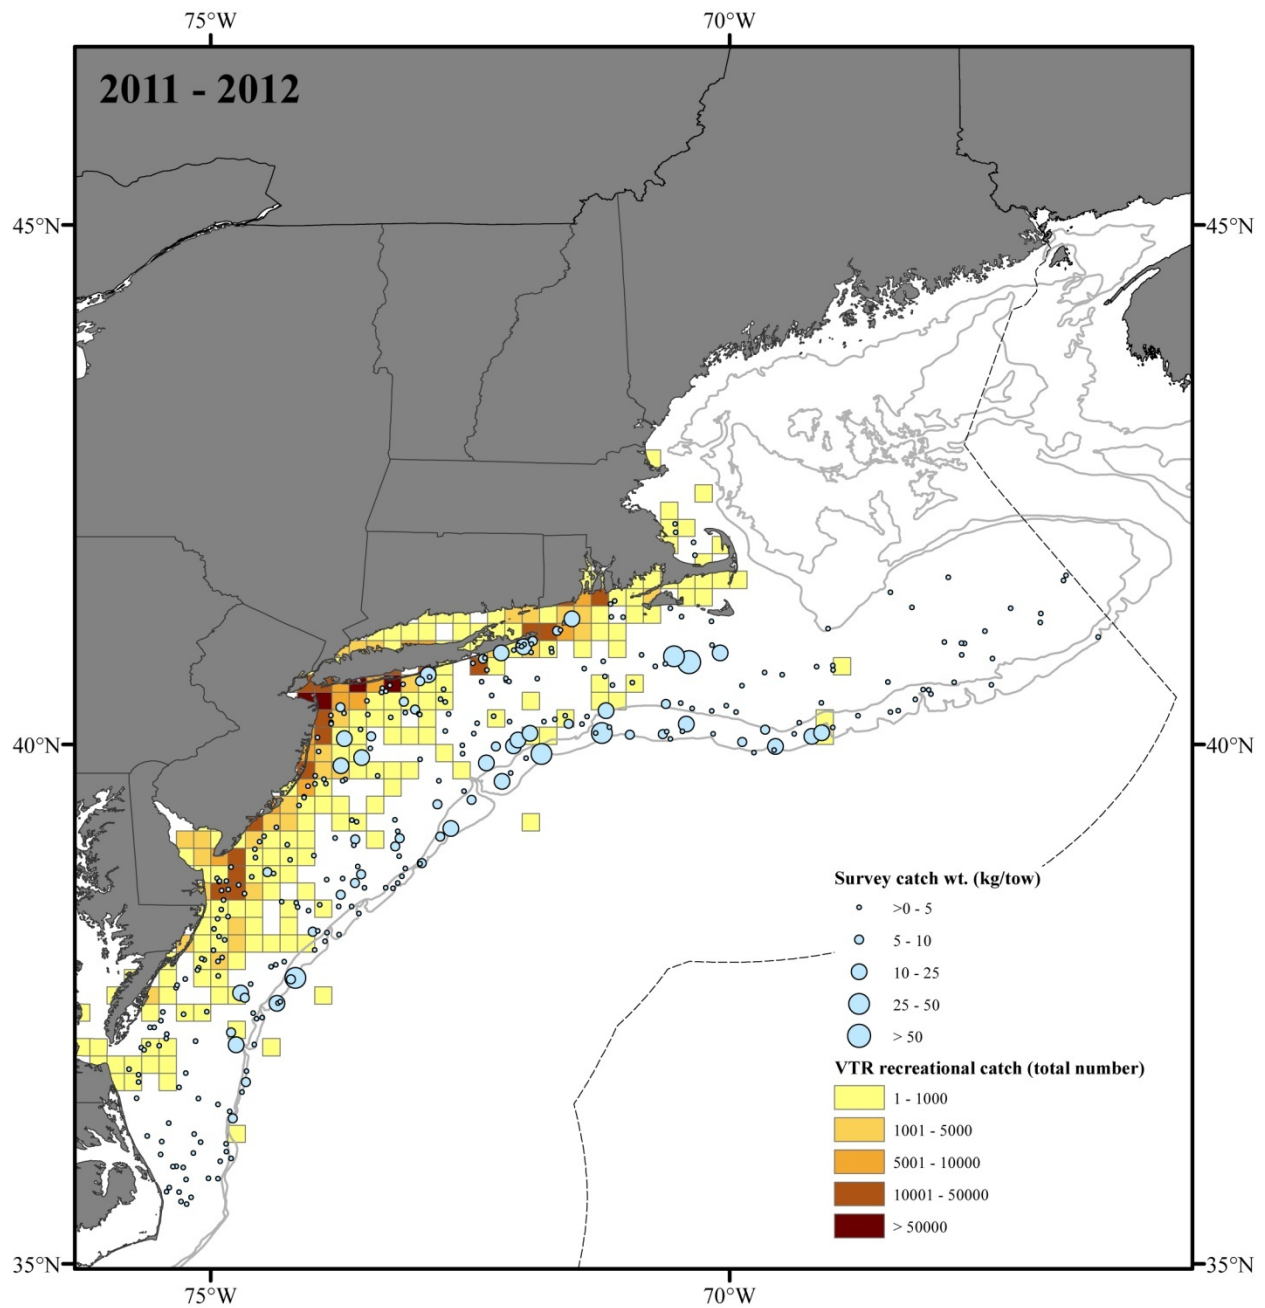 75°W 70°W
2011 - 2012
45°N 45°N
40°N 40°N
Survey catch wt. (kg/tow)
>0 - 5
5 - 10
10 - 25
25 - 50
> 50
VTR recreational catch (total number)
1 - 1000
1001 - 5000
5001 - 10000
10001 - 50000
> 50000
35°N 35°N
75°W 70°W